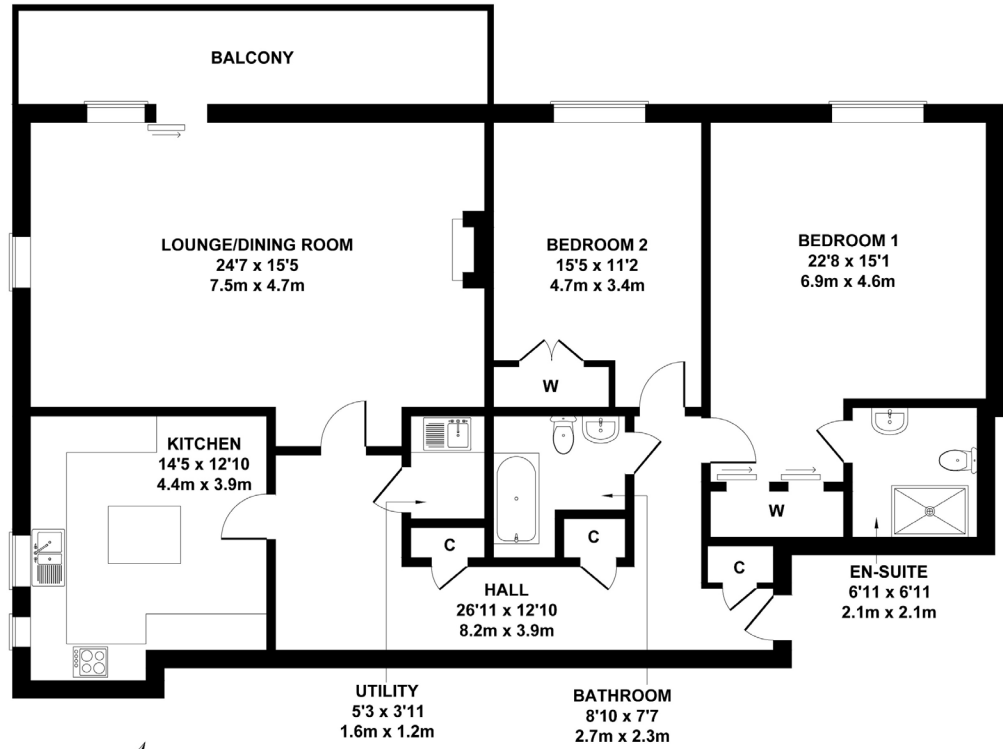 BALCONY
LOUNGE/DINING ROOM
24'7 x 15'5
7.5m x 4.7m
BEDROOM 2
15'5 x 11'2
4.7m x 3.4m
BEDROOM 1
22'8 x 15'1
6.9m x 4.6m
W
KITCHEN
14'5 x 12'10
4.4m x 3.9m
W
C
C
C
HALL
26'11 x 12'10
8.2m x 3.9m
EN-SUITE
6'11 x 6'11
2.1m x 2.1m
UTILITY
5'3 x 3'11
1.6m x 1.2m
BATHROOM
8'10 x 7'7
2.7m x 2.3m